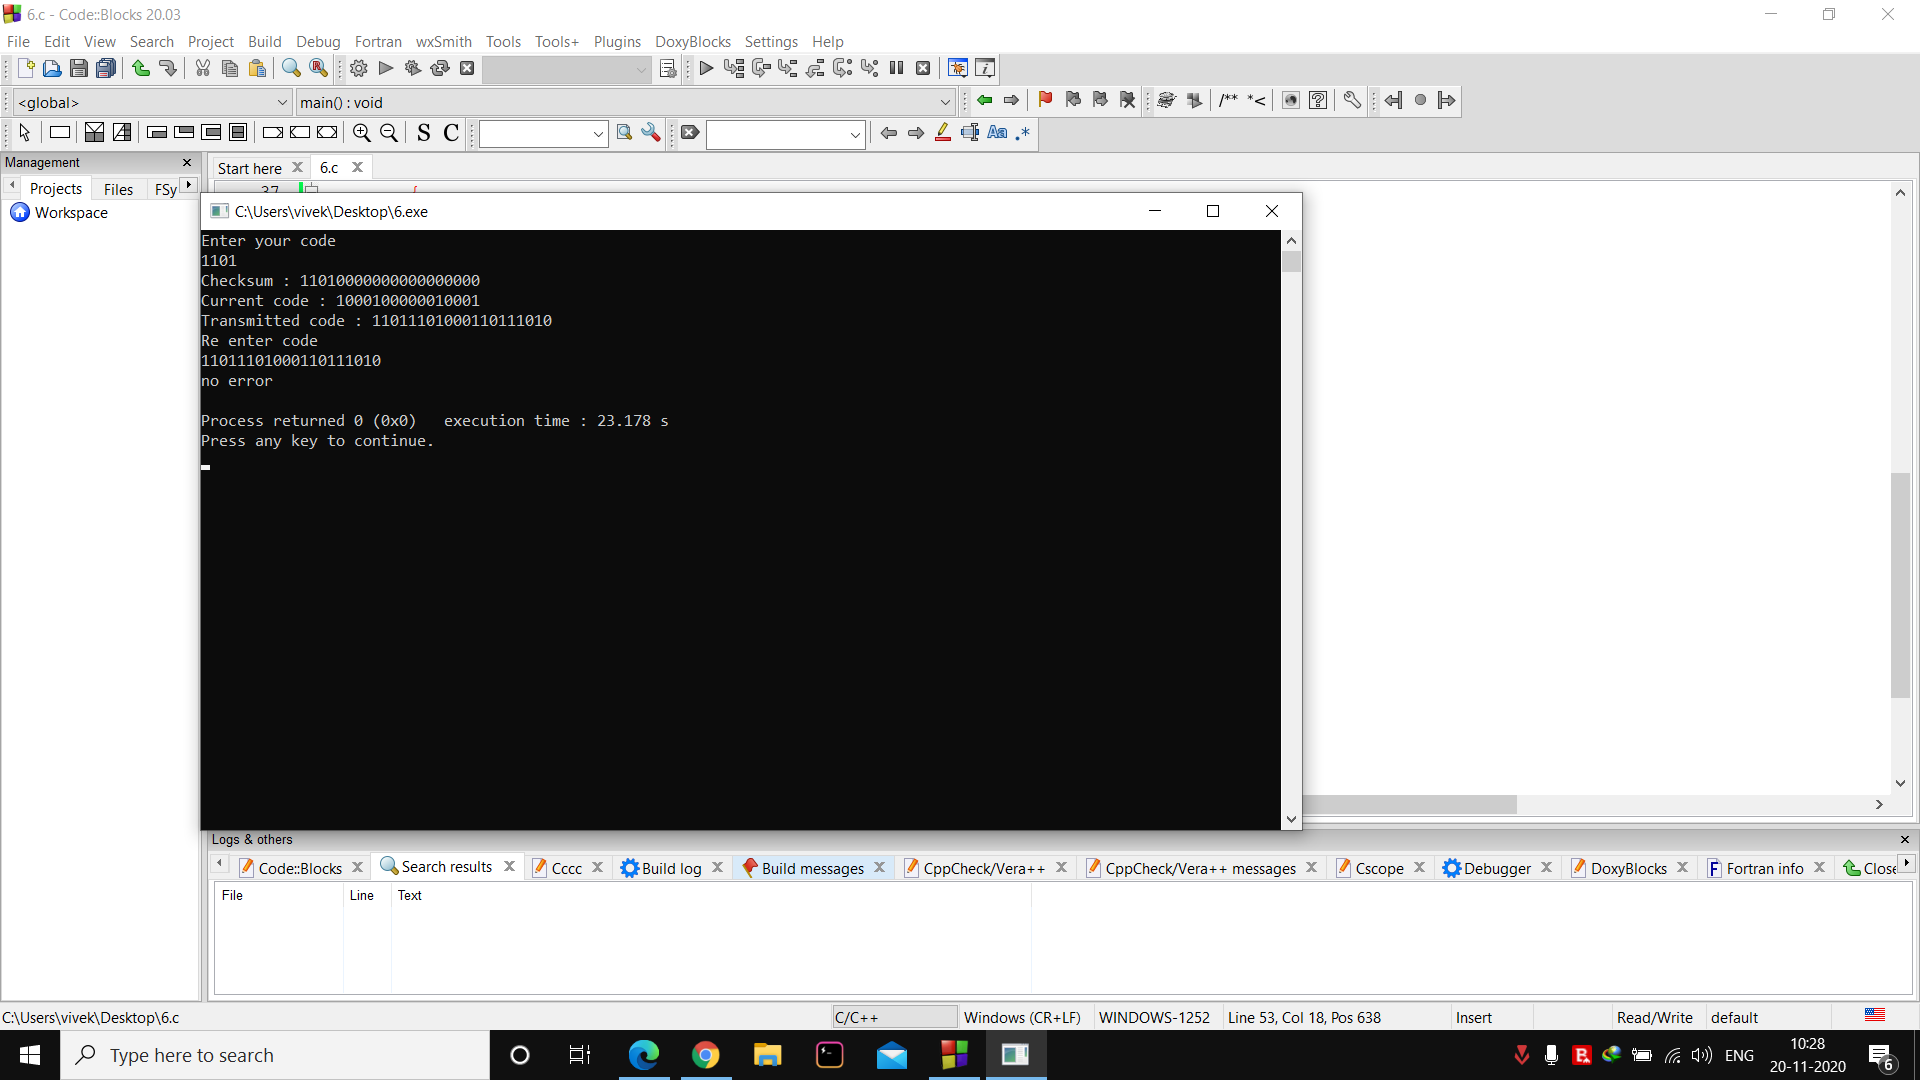 6.c - Code::Blocks 20.03
File Edit View Search Project Build Debug Fortran wxSmith Tools Tools+ Plugins DoxyBlocks Settings Help
<global> main() : void /** *<
S C Aa .*
Management
Start here 6.c
Projects Files FSy
37 {
Workspace
C:\Users\vivek\Desktop\6.exe
Enter your code
1101
Checksum : 11010000000000000000
Current code : 1000100000010001
Transmitted code : 11011101000110111010
Re enter code
11011101000110111010
no error
Process returned 0 (0x0)   execution time : 23.178 s
Press any key to continue.
Logs & others
Code::Blocks Search results Cccc Build log Build messages CppCheck/Vera++ CppCheck/Vera++ messages Cscope Debugger DoxyBlocks Fortran info Close
File Line Text
C:\Users\vivek\Desktop\6.c C/C++ Windows (CR+LF) WINDOWS-1252 Line 53, Col 18, Pos 638 Insert Read/Write default
Type here to search
ENG
10:28
20-11-2020
6